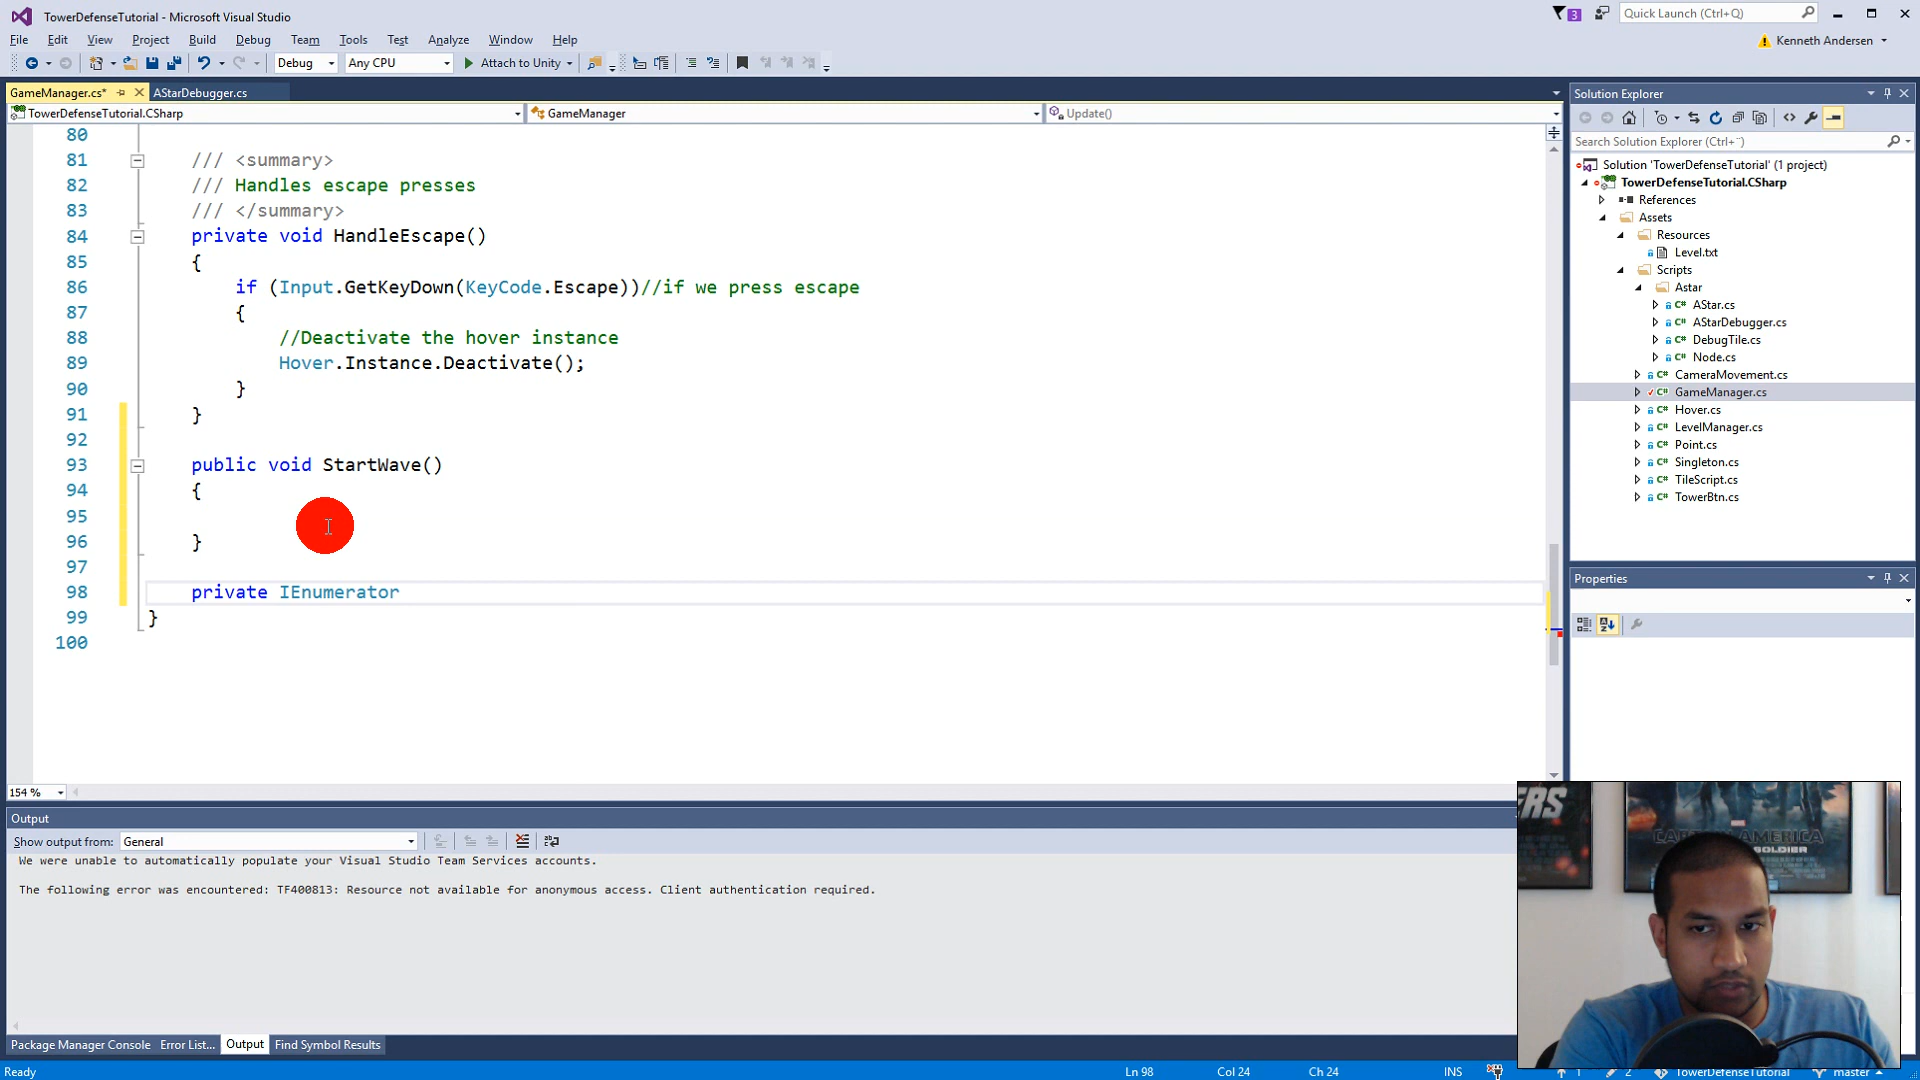 TowerDefenseTutorial - Microsoft Visual Studio
3
Quick Launch (Ctrl+Q)
File Edit View Project Build Debug Team Tools Test Analyze Window Help
Kenneth Andersen
Debug Any CPU Attach to Unity
GameManager.cs* AStarDebugger.cs
TowerDefenseTutorial.CSharp GameManager Update()
80
81 /// <summary>
82 /// Handles escape presses
83 /// </summary>
84 private void HandleEscape()
85 {
86 if (Input.GetKeyDown(KeyCode.Escape))//if we press escape
87 {
88 //Deactivate the hover instance
89 Hover.Instance.Deactivate();
90 }
91 }
92
93 public void StartWave()
94 {
95
96 }
97
98 private IEnumerator
99 }
100
154 %
Solution Explorer
Search Solution Explorer (Ctrl+¨)
Solution 'TowerDefenseTutorial' (1 project)
TowerDefenseTutorial.CSharp
References
Assets
Resources
Level.txt
Scripts
Astar
AStar.cs
AStarDebugger.cs
DebugTile.cs
Node.cs
CameraMovement.cs
GameManager.cs
Hover.cs
LevelManager.cs
Point.cs
Singleton.cs
TileScript.cs
TowerBtn.cs
Properties
Output
Show output from: General
We were unable to automatically populate your Visual Studio Team Services accounts.
The following error was encountered: TF400813: Resource not available for anonymous access. Client authentication required.
CAPTAIN AMERICA
SOLDIER
Package Manager Console Error List... Output Find Symbol Results
Ready Ln 98 Col 24 Ch 24 INS 1 2 TowerDefenseTutorial master